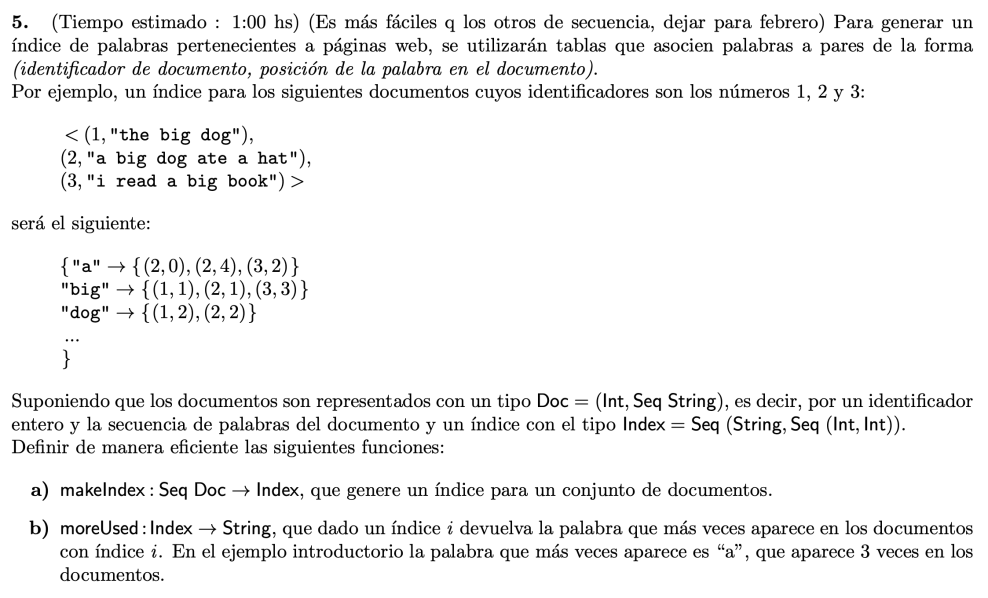 5. (Tiempo estimado : 1:00 hs) (Es más fáciles q los otros de secuencia, dejar para febrero) Para generar un
índice de palabras pertenecientes a páginas web, se utilizarán tablas que asocien palabras a pares de la forma
(identificador de documento, posición de la palabra en el documento).
Por ejemplo, un índice para los siguientes documentos cuyos identificadores son los números 1, 2 y 3:
< (1, "the big dog"),
(2, "a big dog ate a hat"),
(3, "i read a big book") >
será el siguiente:
{ "a" → {(2, 0), (2, 4), (3, 2)}
"big" → {(1, 1), (2, 1), (3, 3)}
"dog" → {(1, 2), (2, 2)}
...
}
Suponiendo que los documentos son representados con un tipo Doc = (Int, Seq String), es decir, por un identificador
entero y la secuencia de palabras del documento y un índice con el tipo Index = Seq (String, Seq (Int, Int)).
Definir de manera eficiente las siguientes funciones:
a) makeIndex : Seq Doc → Index, que genere un índice para un conjunto de documentos.
b) moreUsed : Index → String, que dado un índice i devuelva la palabra que más veces aparece en los documentos
con índice i. En el ejemplo introductorio la palabra que más veces aparece es “a”, que aparece 3 veces en los
documentos.